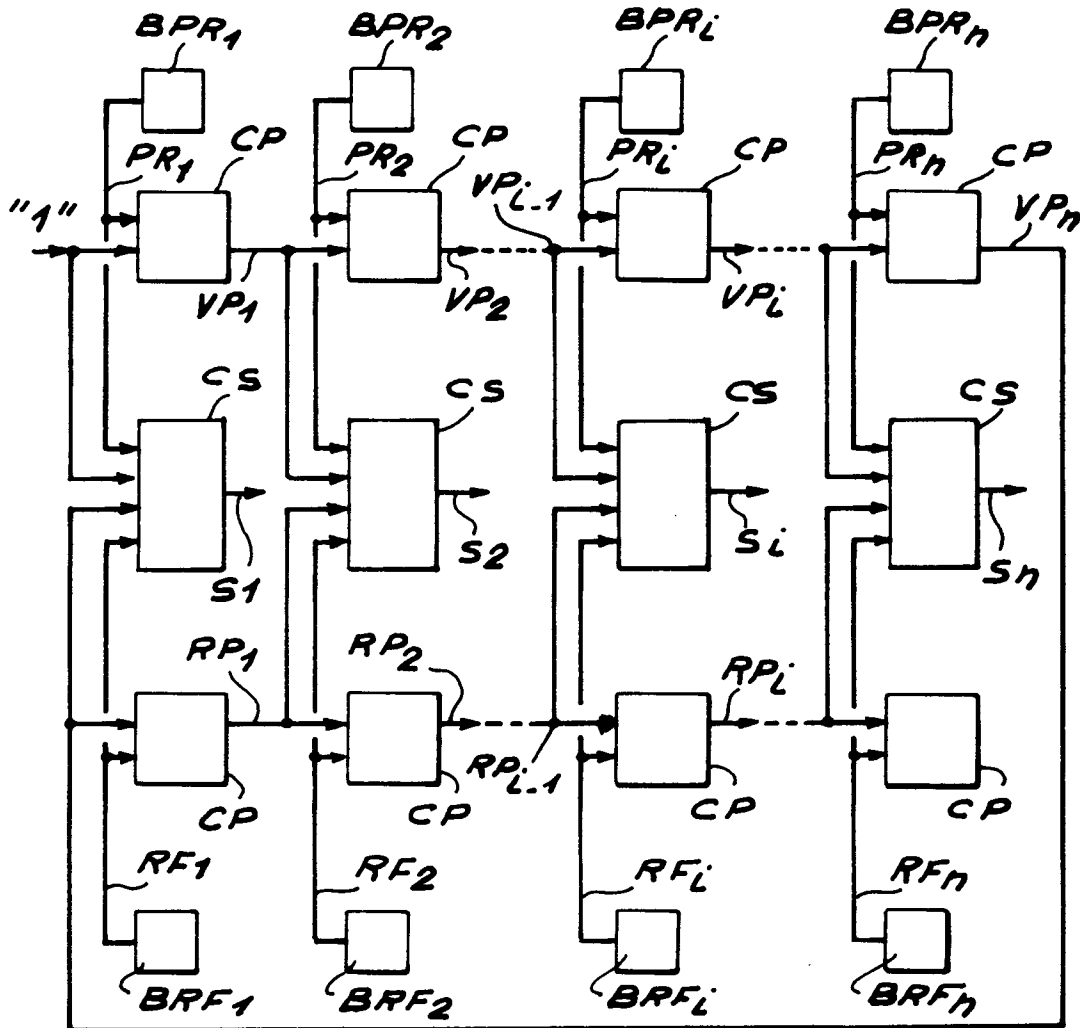 BPR1 BPR2 BPRi BPRn
CP CP CP CP
PR1 PR2 PRi PRn
"1" VPi-1 VPn
VP1 VP2 VPi
CS CS CS CS
S1 S2 Si Sn
RP1 RP2 RPi
RPi-1
CP CP CP CP
RF1 RF2 RFi RFn
BRF1 BRF2 BRFi BRFn